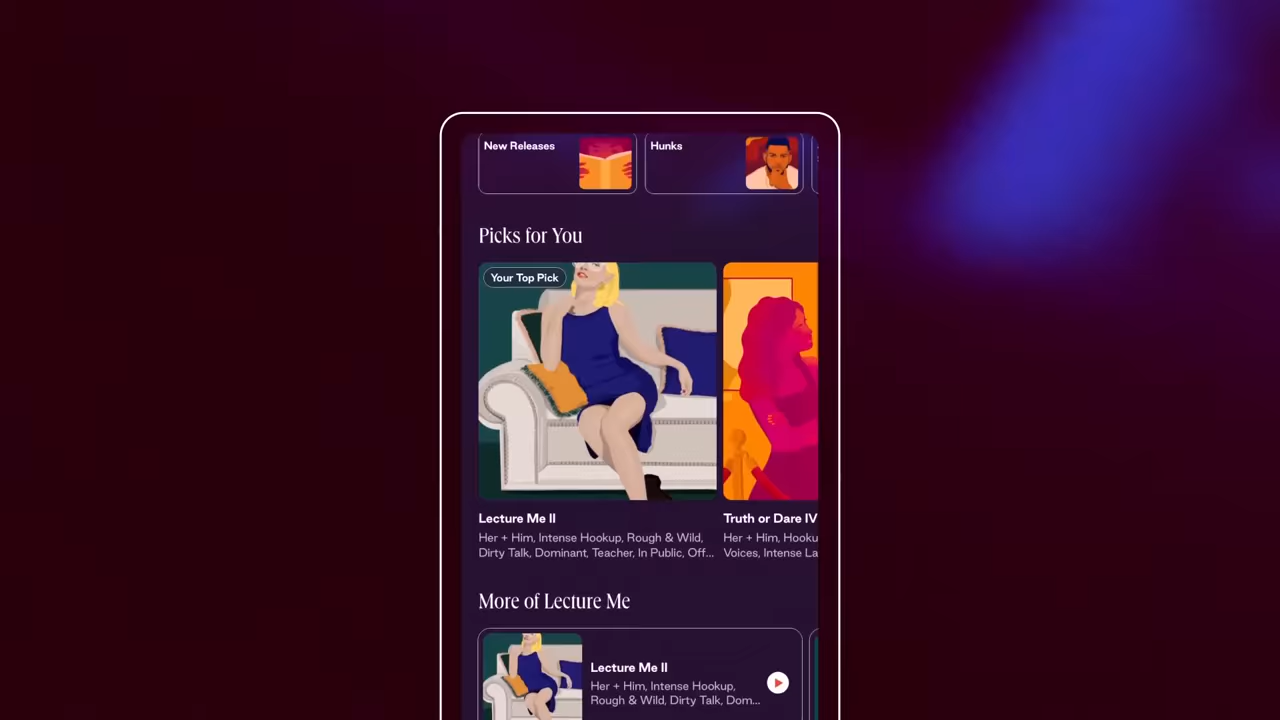 New Releases
Hunks
Picks for You
Your Top Pick
Lecture Me II
Her + Him, Intense Hookup, Rough & Wild,
Dirty Talk, Dominant, Teacher, In Public, Off...
Truth or Dare IV
Her + Him, Hooku
Voices, Intense La
More of Lecture Me
Lecture Me II
Her + Him, Intense Hookup,
Rough & Wild, Dirty Talk, Dom...